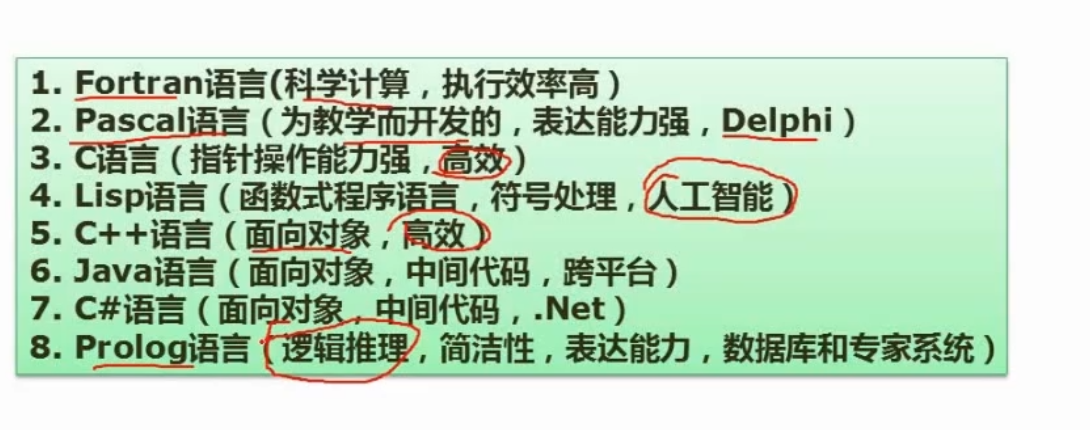 1. Fortran语言(科学计算，执行效率高）
2. Pascal语言（为教学而开发的，表达能力强，Delphi）
3. C语言（指针操作能力强，高效）
4. Lisp语言（函数式程序语言，符号处理，人工智能）
5. C++语言（面向对象，高效）
6. Java语言（面向对象，中间代码，跨平台）
7. C#语言（面向对象，中间代码，.Net）
8. Prolog语言（逻辑推理，简洁性，表达能力，数据库和专家系统）